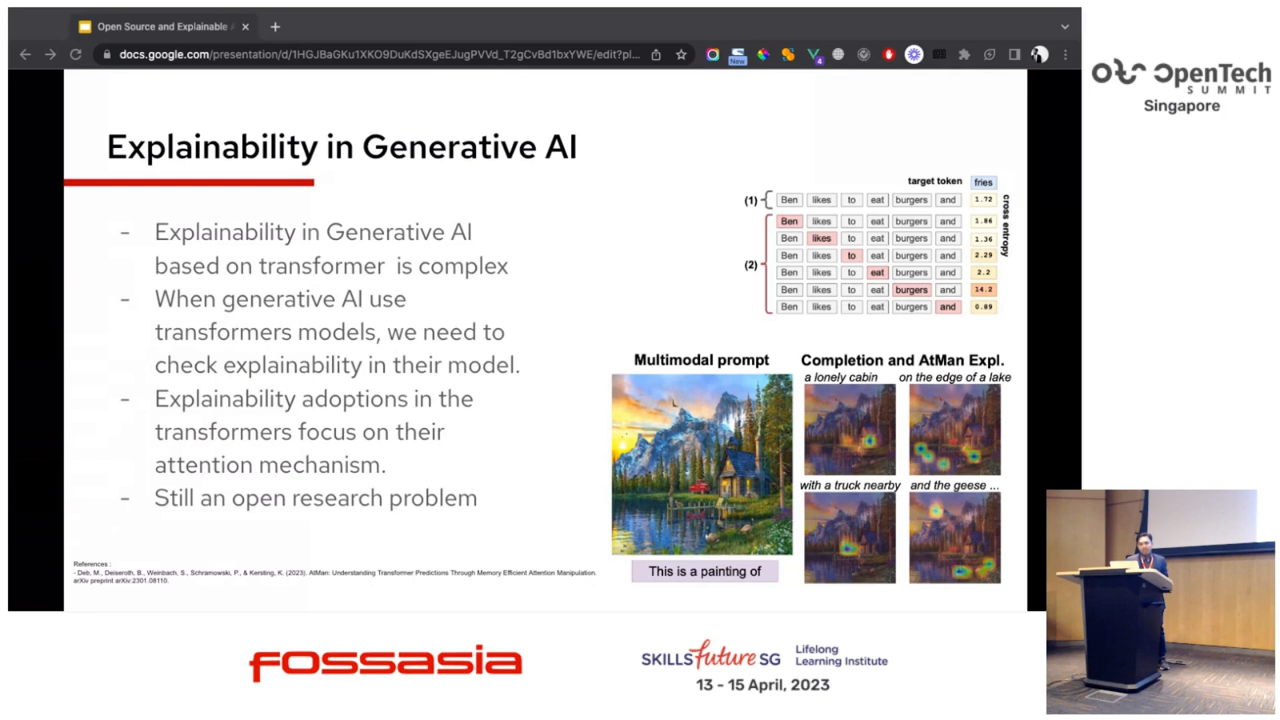 Open Source and Explainable A
docs.google.com/presentation/d/1HGJBaGKu1XKO9DuKdSXgeEJugPVVd_T2gCvBd1bxYWE/edit?pl...
New
4
OpenTech
SUMMIT
Singapore
Explainability in Generative AI
- Explainability in Generative AI
based on transformer is complex
- When generative AI use
transformers models, we need to
check explainability in their model.
- Explainability adoptions in the
transformers focus on their
attention mechanism.
- Still an open research problem
target token fries
(1) Ben likes to eat burgers and 1.72
Ben likes to eat burgers and 1.86
Ben likes to eat burgers and 1.36
Ben likes to eat burgers and 2.29
(2) Ben likes to eat burgers and 2.2
Ben likes to eat burgers and 14.2
Ben likes to eat burgers and 0.89
cross entropy
Multimodal prompt
This is a painting of
Completion and AtMan Expl.
a lonely cabin on the edge of a lake
with a truck nearby and the geese ...
References :
- Deb, M., Deiseroth, B., Weinbach, S., Schramowski, P., & Kersting, K. (2023). AtMan: Understanding Transformer Predictions Through Memory Efficient Attention Manipulation.
arXiv preprint arXiv:2301.08110.
fossasia
SKILLS future SG
Lifelong
Learning Institute
13 - 15 April, 2023